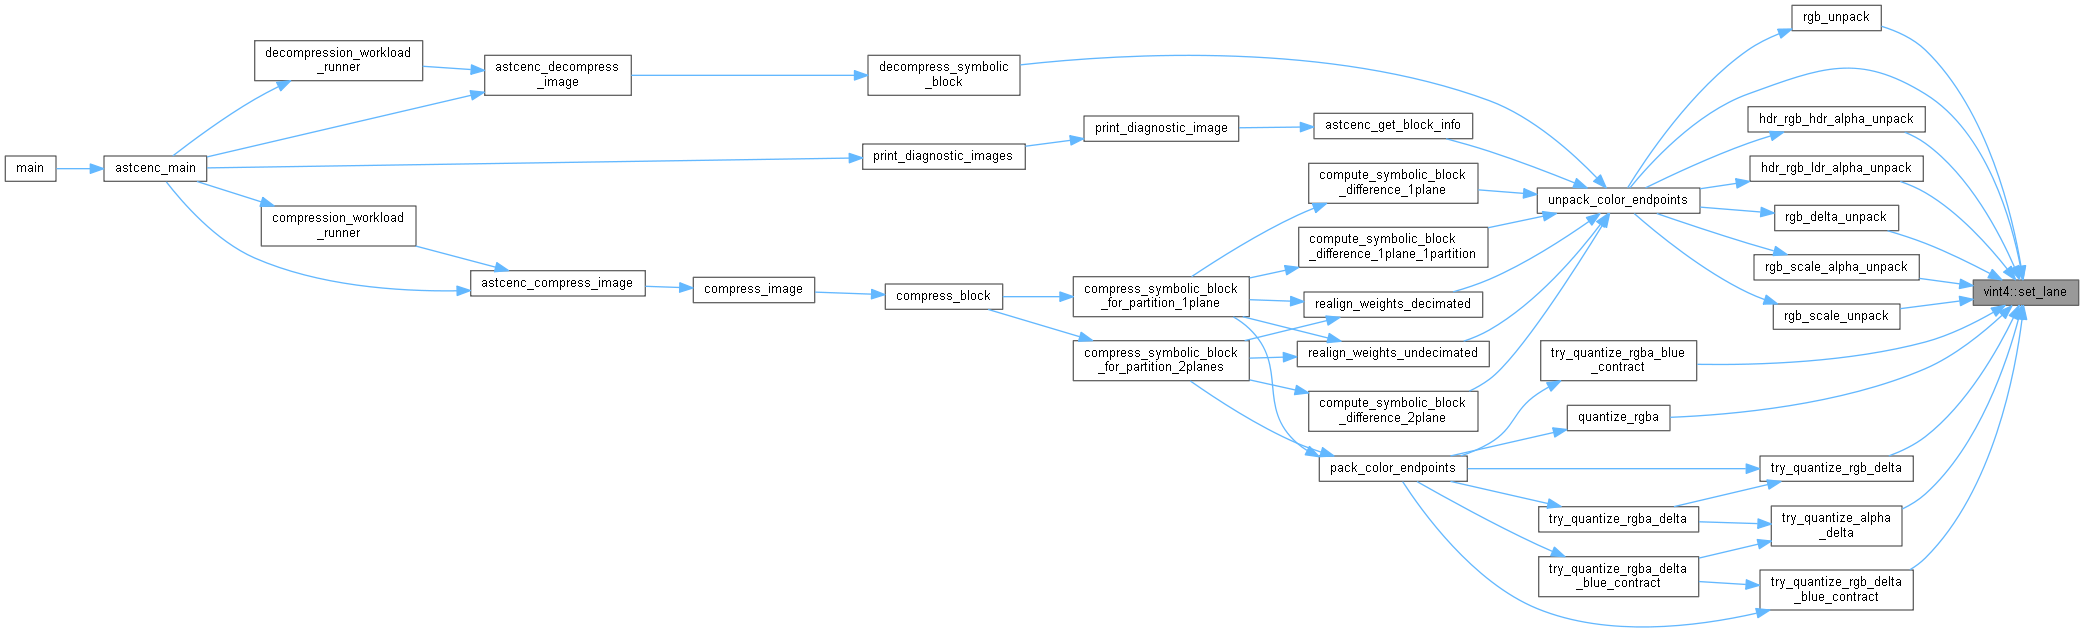 rgb_unpack
decompression_workload
_runner
astcenc_decompress
_image
decompress_symbolic
_block
hdr_rgb_hdr_alpha_unpack
print_diagnostic_image
astcenc_get_block_info
main
astcenc_main
print_diagnostic_images
hdr_rgb_ldr_alpha_unpack
compute_symbolic_block
_difference_1plane
unpack_color_endpoints
rgb_delta_unpack
compression_workload
_runner
compute_symbolic_block
_difference_1plane_1partition
rgb_scale_alpha_unpack
astcenc_compress_image
compress_image
compress_block
compress_symbolic_block
_for_partition_1plane
realign_weights_decimated
vint4::set_lane
rgb_scale_unpack
compress_symbolic_block
_for_partition_2planes
realign_weights_undecimated
try_quantize_rgba_blue
_contract
compute_symbolic_block
_difference_2plane
quantize_rgba
pack_color_endpoints
try_quantize_rgb_delta
try_quantize_rgba_delta
try_quantize_alpha
_delta
try_quantize_rgba_delta
_blue_contract
try_quantize_rgb_delta
_blue_contract